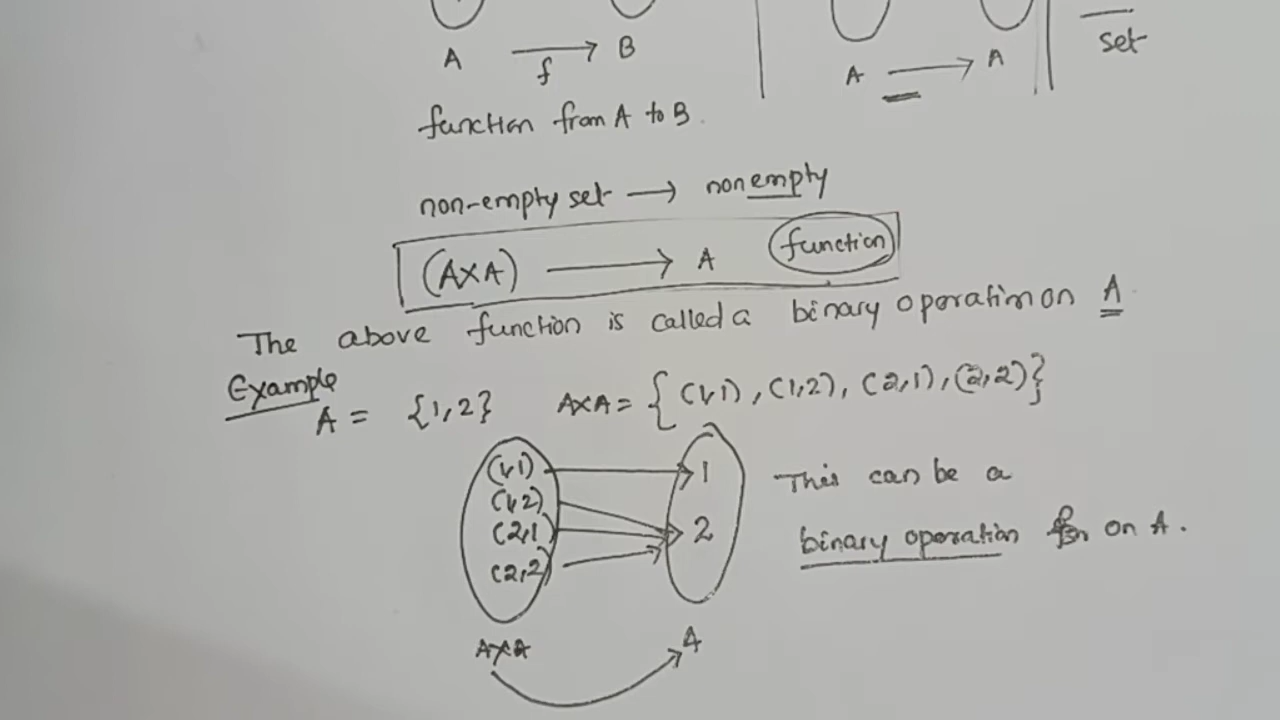 A → B
f
A → A
set
function from A to B.
non-empty set → nonempty
(A×A) → A function
The above function is called a binary operation on A
Example
A = {1,2} A×A = { (1,1), (1,2), (2,1), (2,2)}
(1,1) 1
(1,2)
(2,1) 2
(2,2)
A×A A
This can be a
binary operation on A.